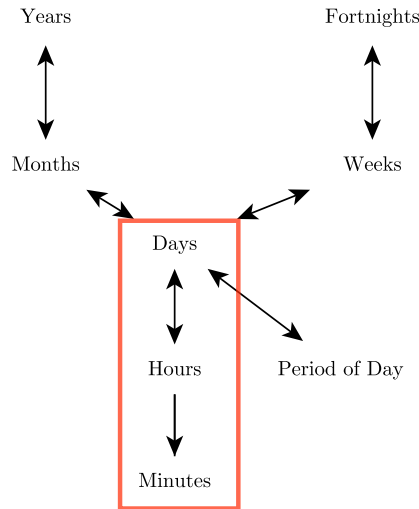 Years
Fortnights
Months
Weeks
Days
Hours
Period of Day
Minutes